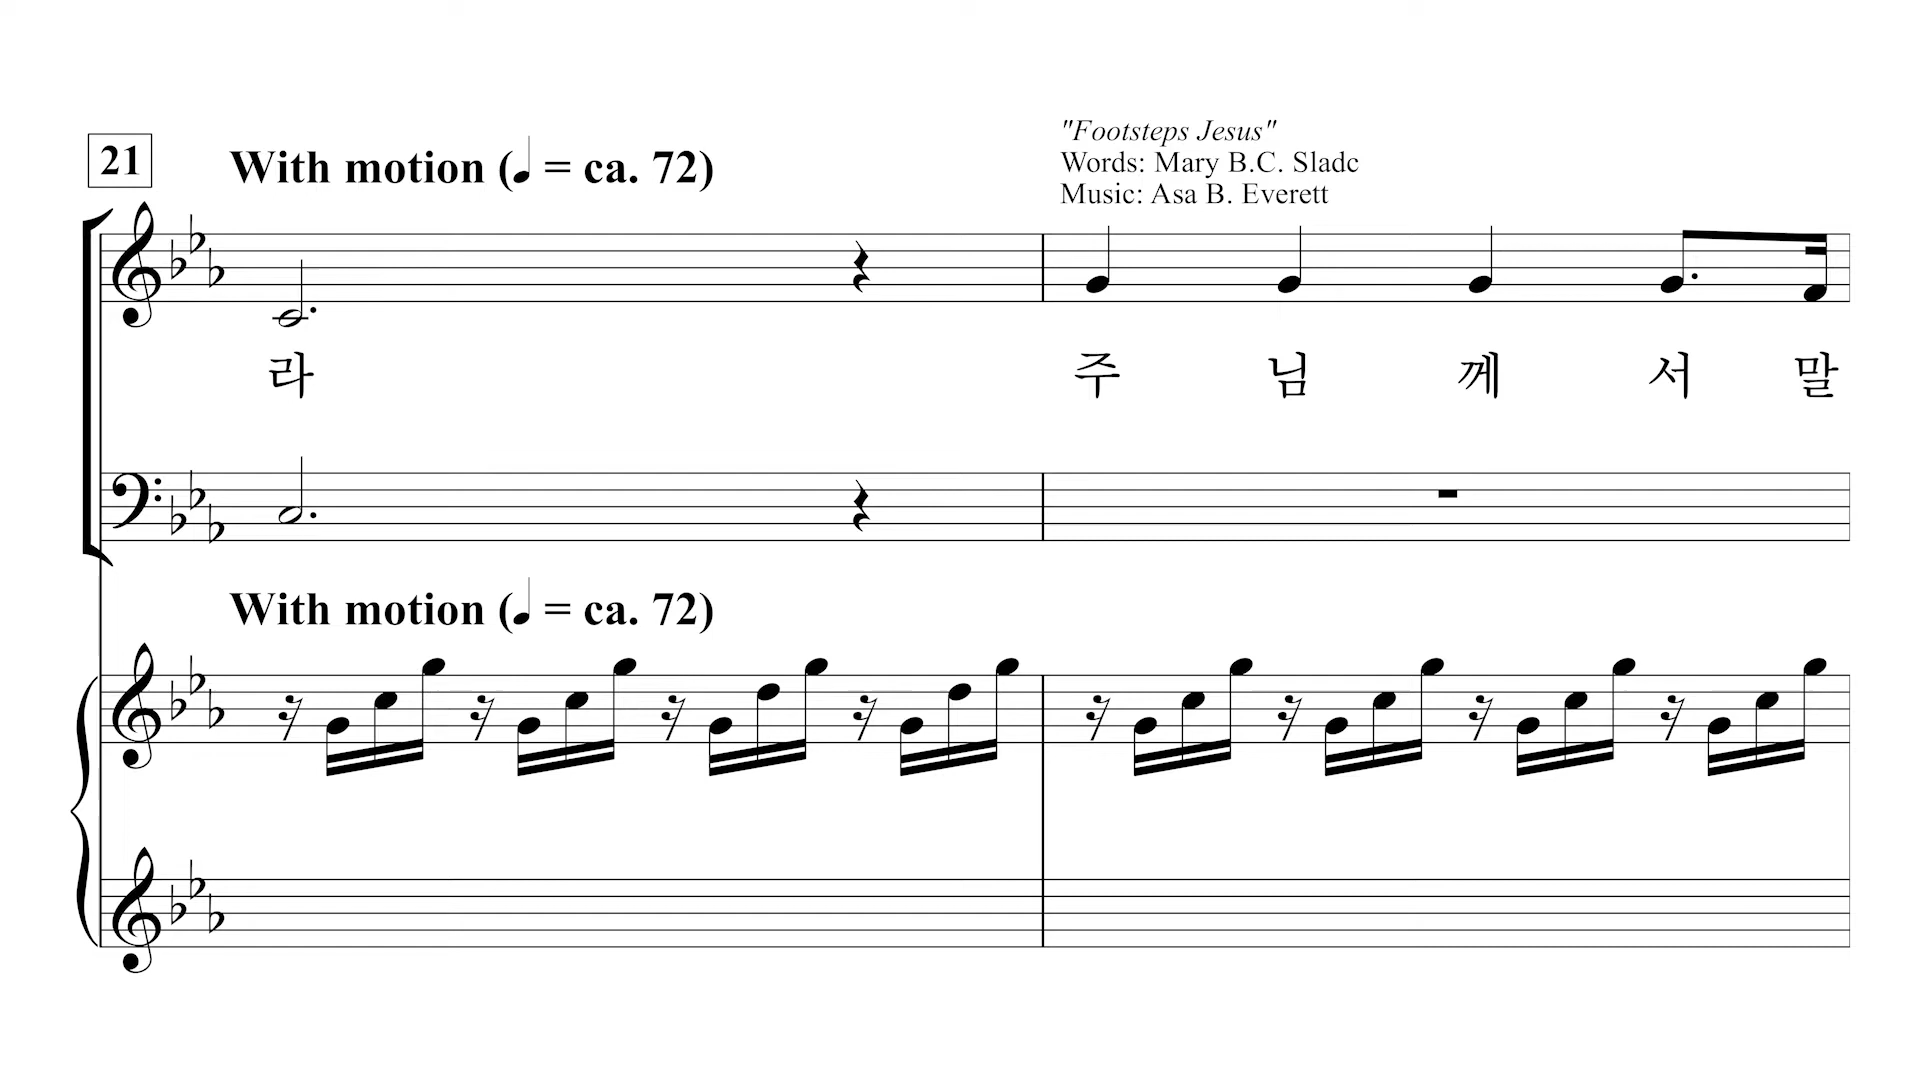 21
With motion (♩ = ca. 72)
"Footsteps Jesus"
Words: Mary B.C. Sladc
Music: Asa B. Everett
라 주 님 께 서 말
With motion (♩ = ca. 72)